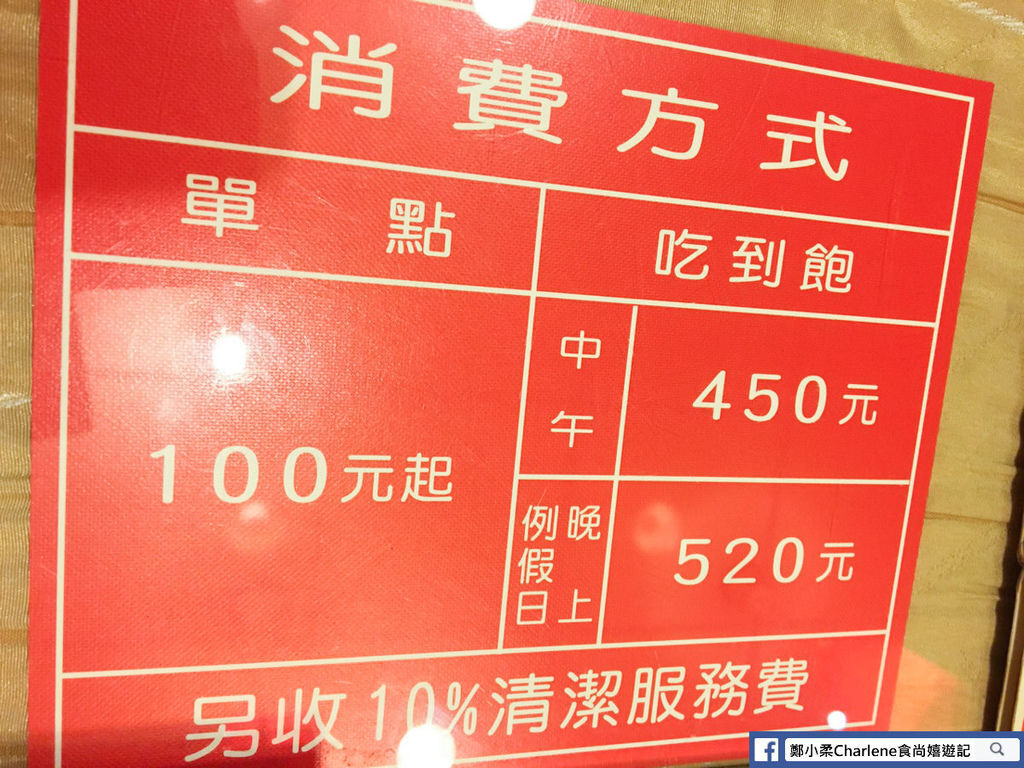 消費方式
單點
吃到飽
100元起
中午
450元
晚上
例假日
520元
另收10%清潔服務費
鄭小柔Charlene食尚嬉遊記